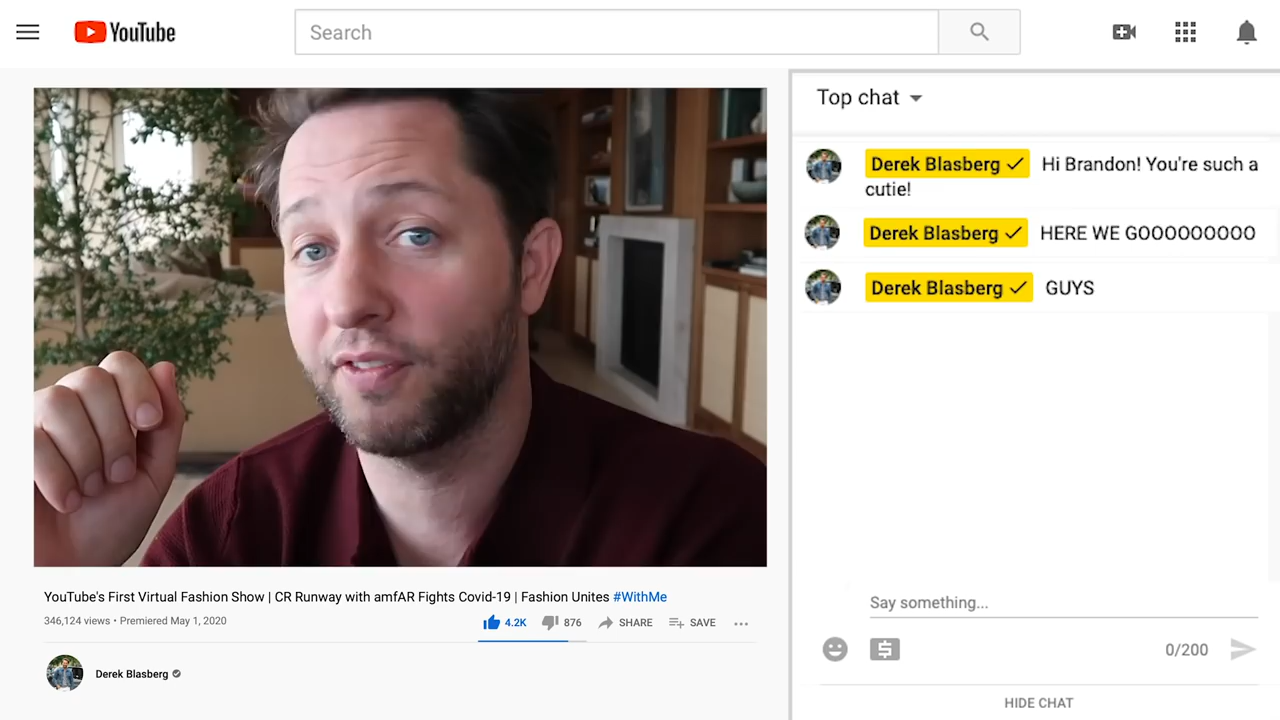 YouTube
Search
Top chat
Derek Blasberg Hi Brandon! You're such a
cutie!
Derek Blasberg HERE WE GOOOOOOOOO
Derek Blasberg GUYS
YouTube's First Virtual Fashion Show | CR Runway with amfAR Fights Covid-19 | Fashion Unites #WithMe
346,124 views • Premiered May 1, 2020
4.2K 876 SHARE SAVE
Derek Blasberg
Say something...
0/200
HIDE CHAT